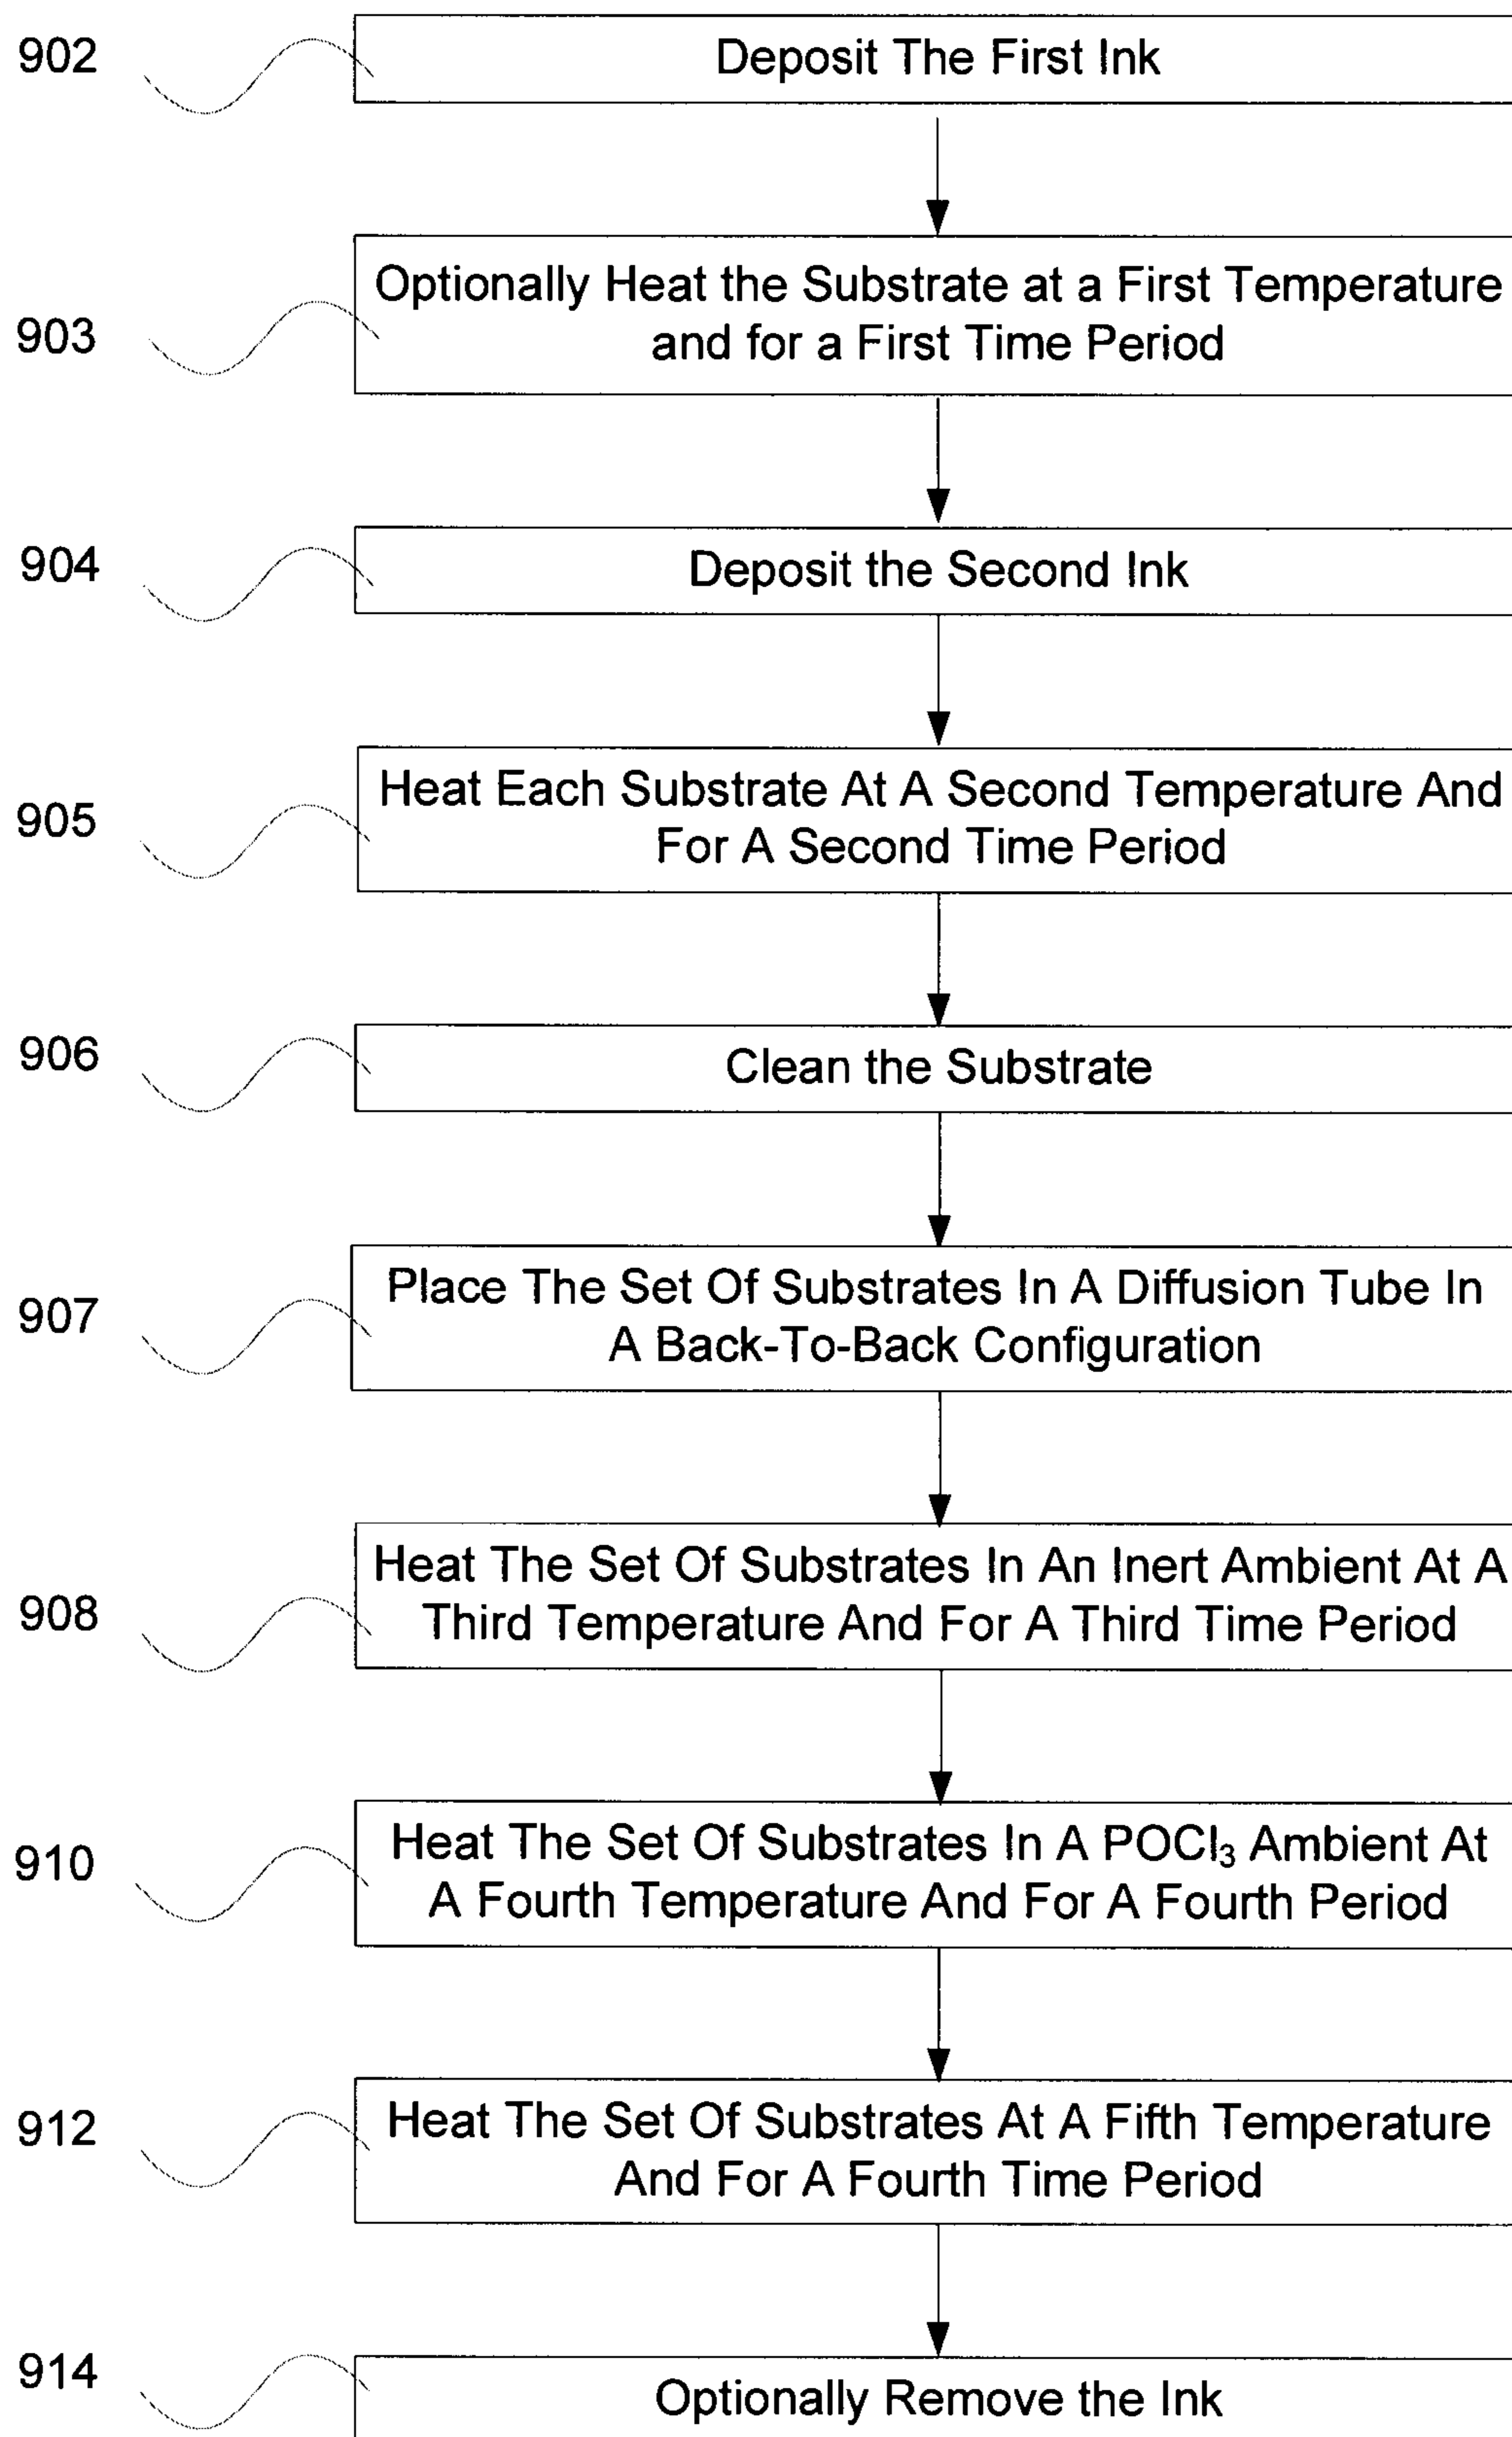 902
Deposit The First Ink
903
Optionally Heat the Substrate at a First Temperature
and for a First Time Period
904
Deposit the Second Ink
905
Heat Each Substrate At A Second Temperature And
For A Second Time Period
906
Clean the Substrate
907
Place The Set Of Substrates In A Diffusion Tube In
A Back-To-Back Configuration
908
Heat The Set Of Substrates In An Inert Ambient At A
Third Temperature And For A Third Time Period
910
Heat The Set Of Substrates In A POCl₃ Ambient At
A Fourth Temperature And For A Fourth Period
912
Heat The Set Of Substrates At A Fifth Temperature
And For A Fourth Time Period
914
Optionally Remove the Ink